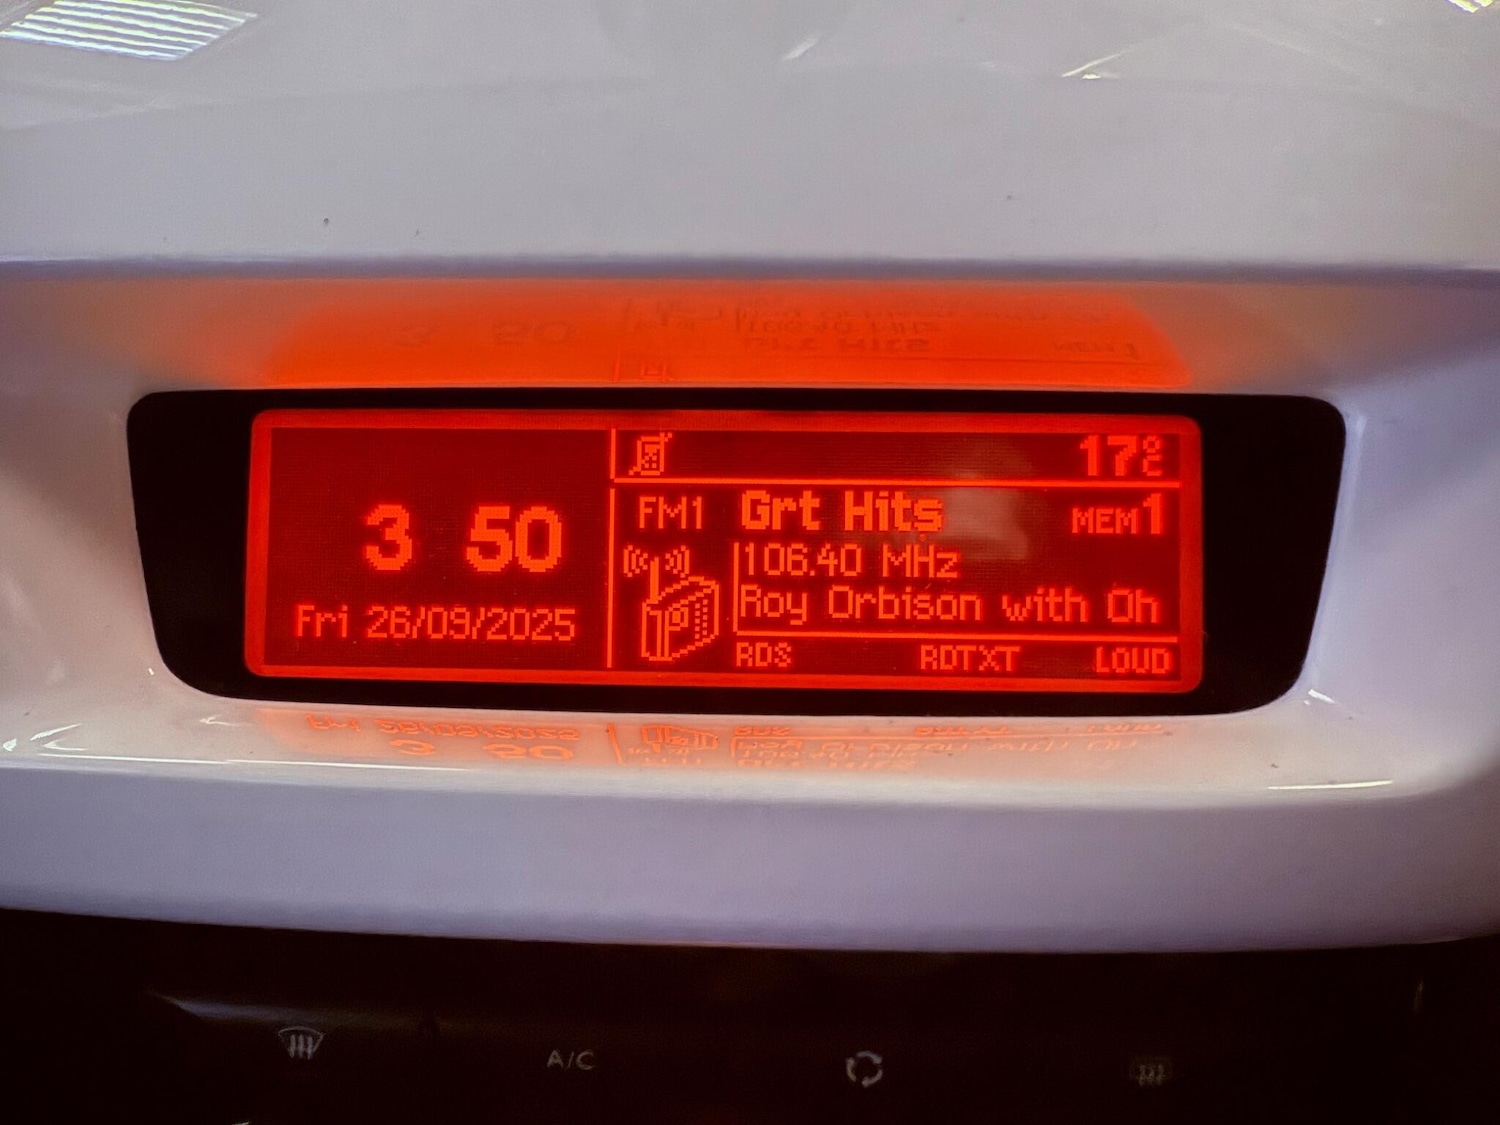 3 50
Fri 26/09/2025
17°C
FM1 Grt Hits MEM1
106.40 MHz
Roy Orbison with Oh
RDS RDTXT LOUD
A/C